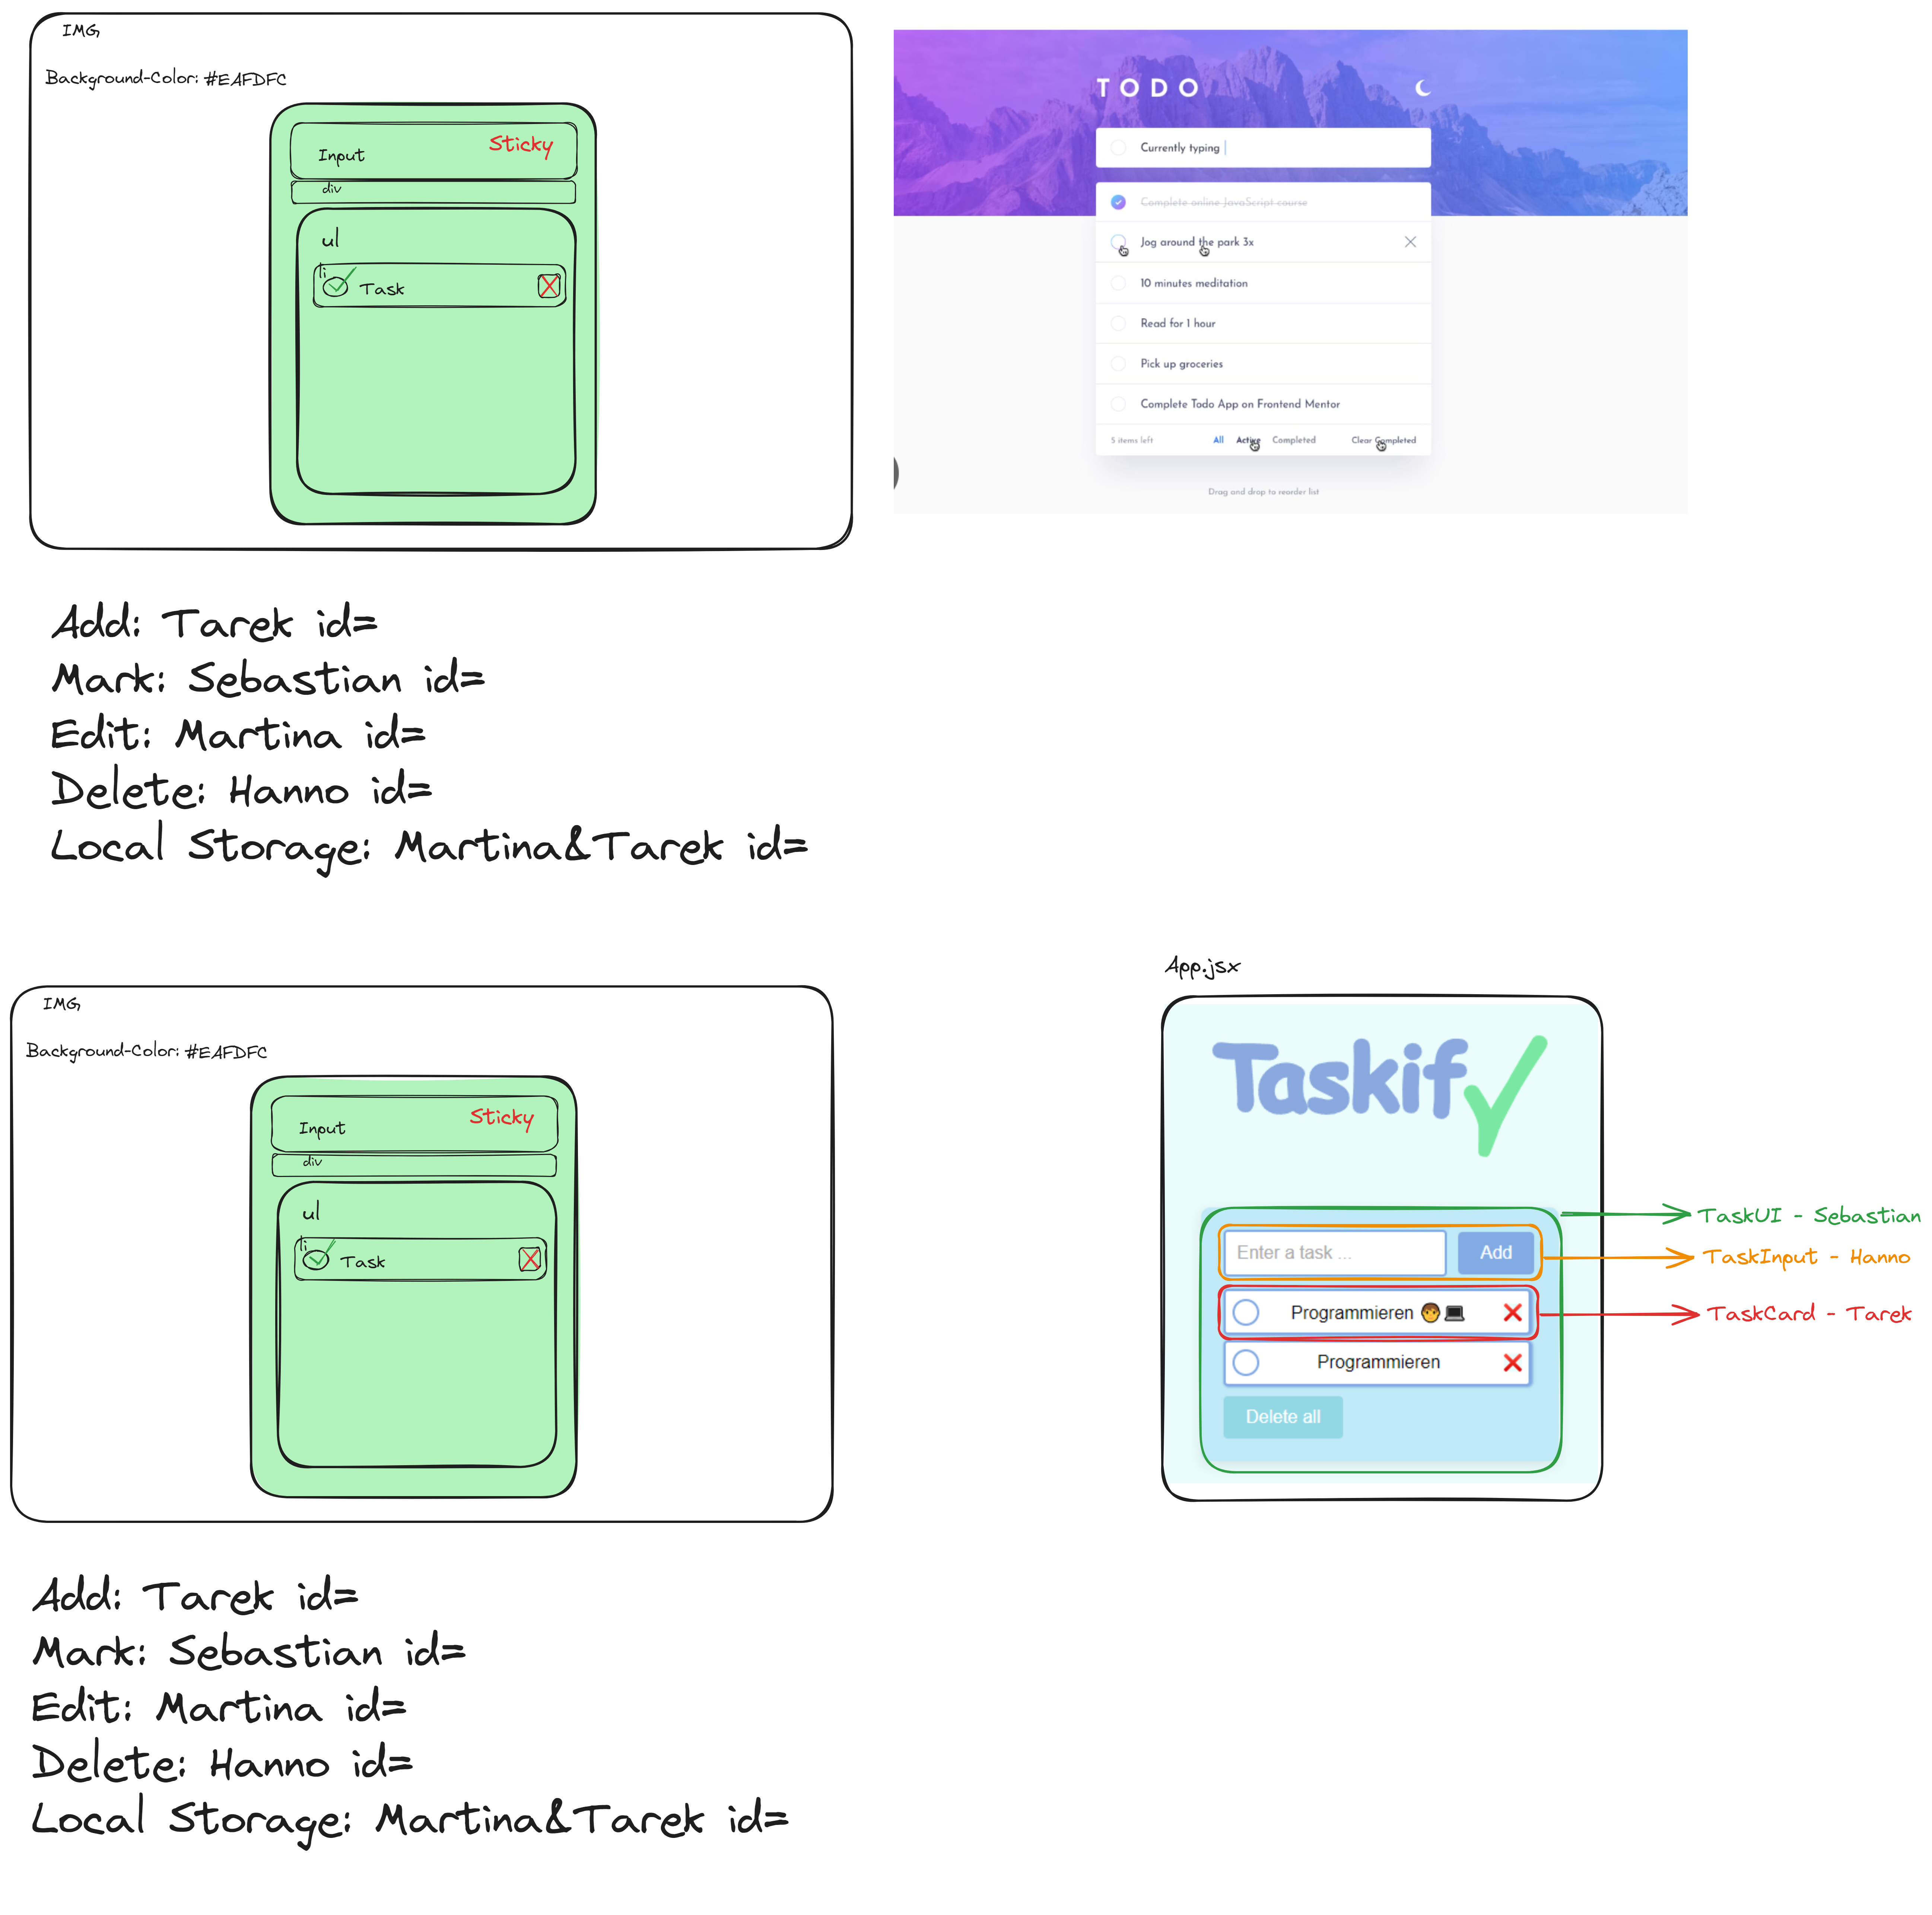 IMG
Background-Color: #EAFDFC
Input
Sticky
div
ul
li
Task
TODO
Currently typing
Complete online JavaScript course
Jog around the park 3x
10 minutes meditation
Read for 1 hour
Pick up groceries
Complete Todo App on Frontend Mentor
5 items left All Active Completed Clear Completed
Drag and drop to reorder list
Add: Tarek id=
Mark: Sebastian id=
Edit: Martina id=
Delete: Hanno id=
Local Storage: Martina&Tarek id=
IMG
Background-Color: #EAFDFC
Input
Sticky
div
ul
li
Task
App.jsx
Taskif
TaskUI - Sebastian
Enter a task ... Add
TaskInput - Hanno
Programmieren
TaskCard - Tarek
Programmieren
Delete all
Add: Tarek id=
Mark: Sebastian id=
Edit: Martina id=
Delete: Hanno id=
Local Storage: Martina&Tarek id=